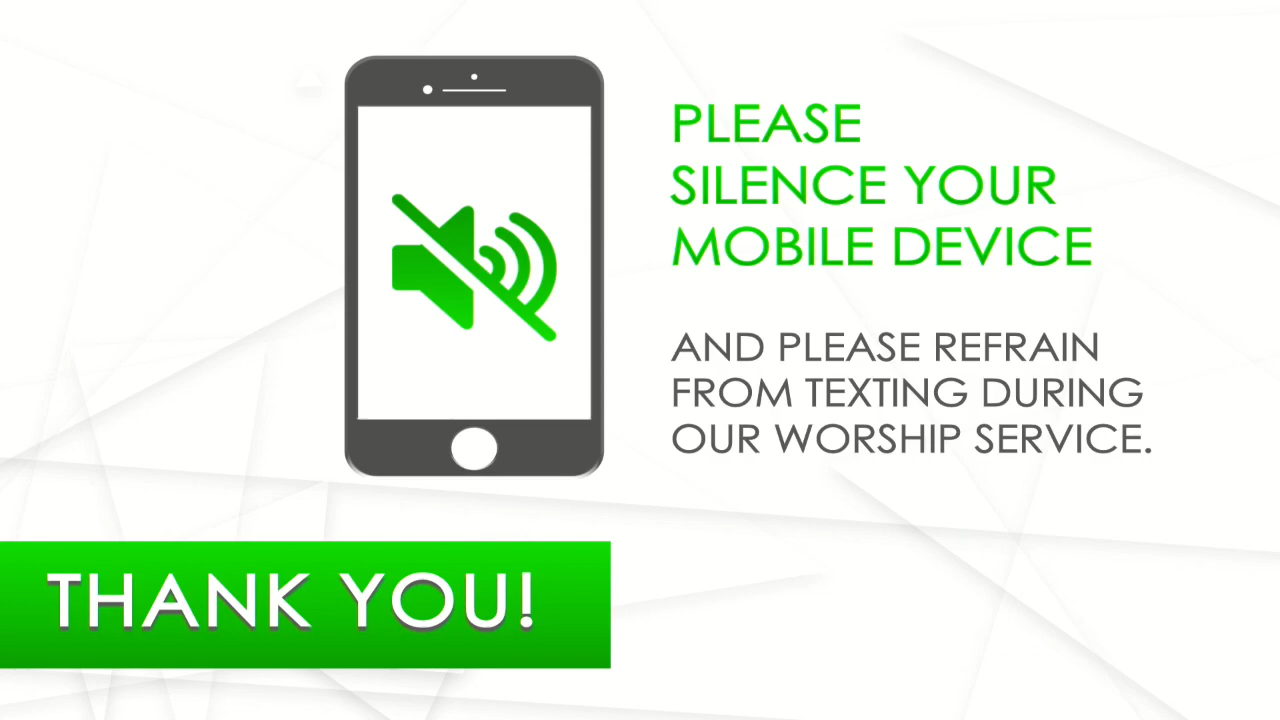 PLEASE
SILENCE YOUR
MOBILE DEVICE
AND PLEASE REFRAIN
FROM TEXTING DURING
OUR WORSHIP SERVICE.
THANK YOU!